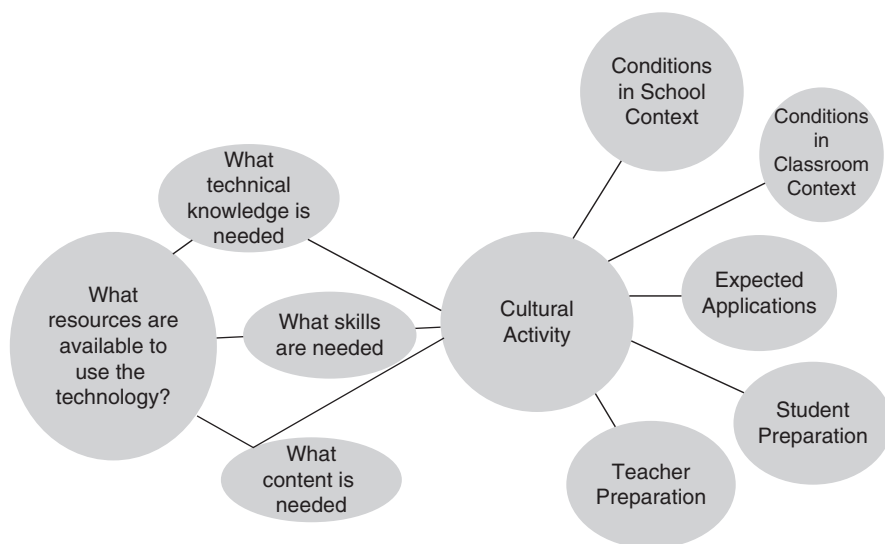 What
technical
knowledge is
needed
What
resources are
available to
use the
technology?
What skills
are needed
What
content is
needed
Cultural
Activity
Conditions
in School
Context
Conditions
in
Classroom
Context
Expected
Applications
Student
Preparation
Teacher
Preparation